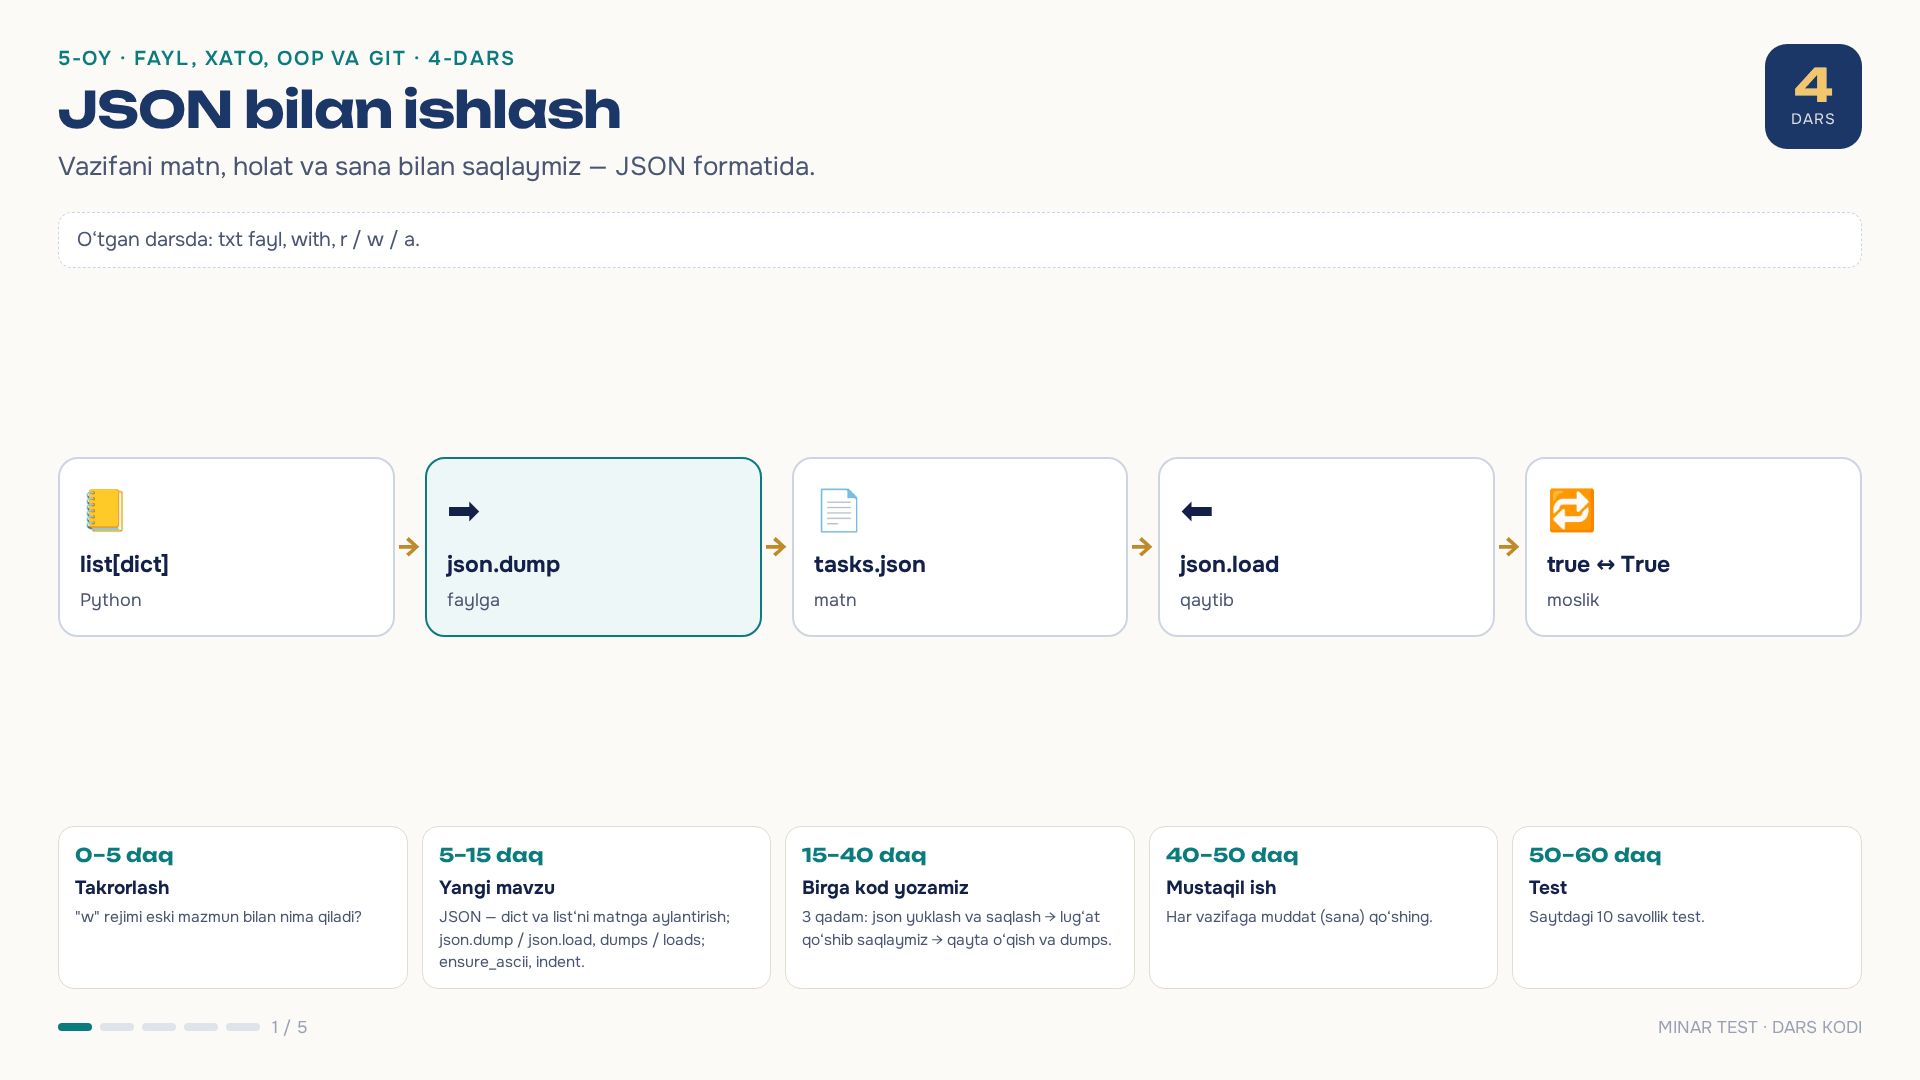 5-OY · FAYL, XATO, OOP VA GIT · 4-DARS
JSON bilan ishlash
Vazifani matn, holat va sana bilan saqlaymiz — JSON formatida.
4
DARS
O‘tgan darsda: txt fayl, with, r / w / a.
list[dict]
Python
json.dump
faylga
tasks.json
matn
json.load
qaytib
true ↔ True
moslik
0–5 daq
Takrorlash
"w" rejimi eski mazmun bilan nima qiladi?
5–15 daq
Yangi mavzu
JSON — dict va list‘ni matnga aylantirish;
json.dump / json.load, dumps / loads;
ensure_ascii, indent.
15–40 daq
Birga kod yozamiz
3 qadam: json yuklash va saqlash → lug‘at
qo‘shib saqlaymiz → qayta o‘qish va dumps.
40–50 daq
Mustaqil ish
Har vazifaga muddat (sana) qo‘shing.
50–60 daq
Test
Saytdagi 10 savollik test.
1 / 5
MINAR TEST · DARS KODI